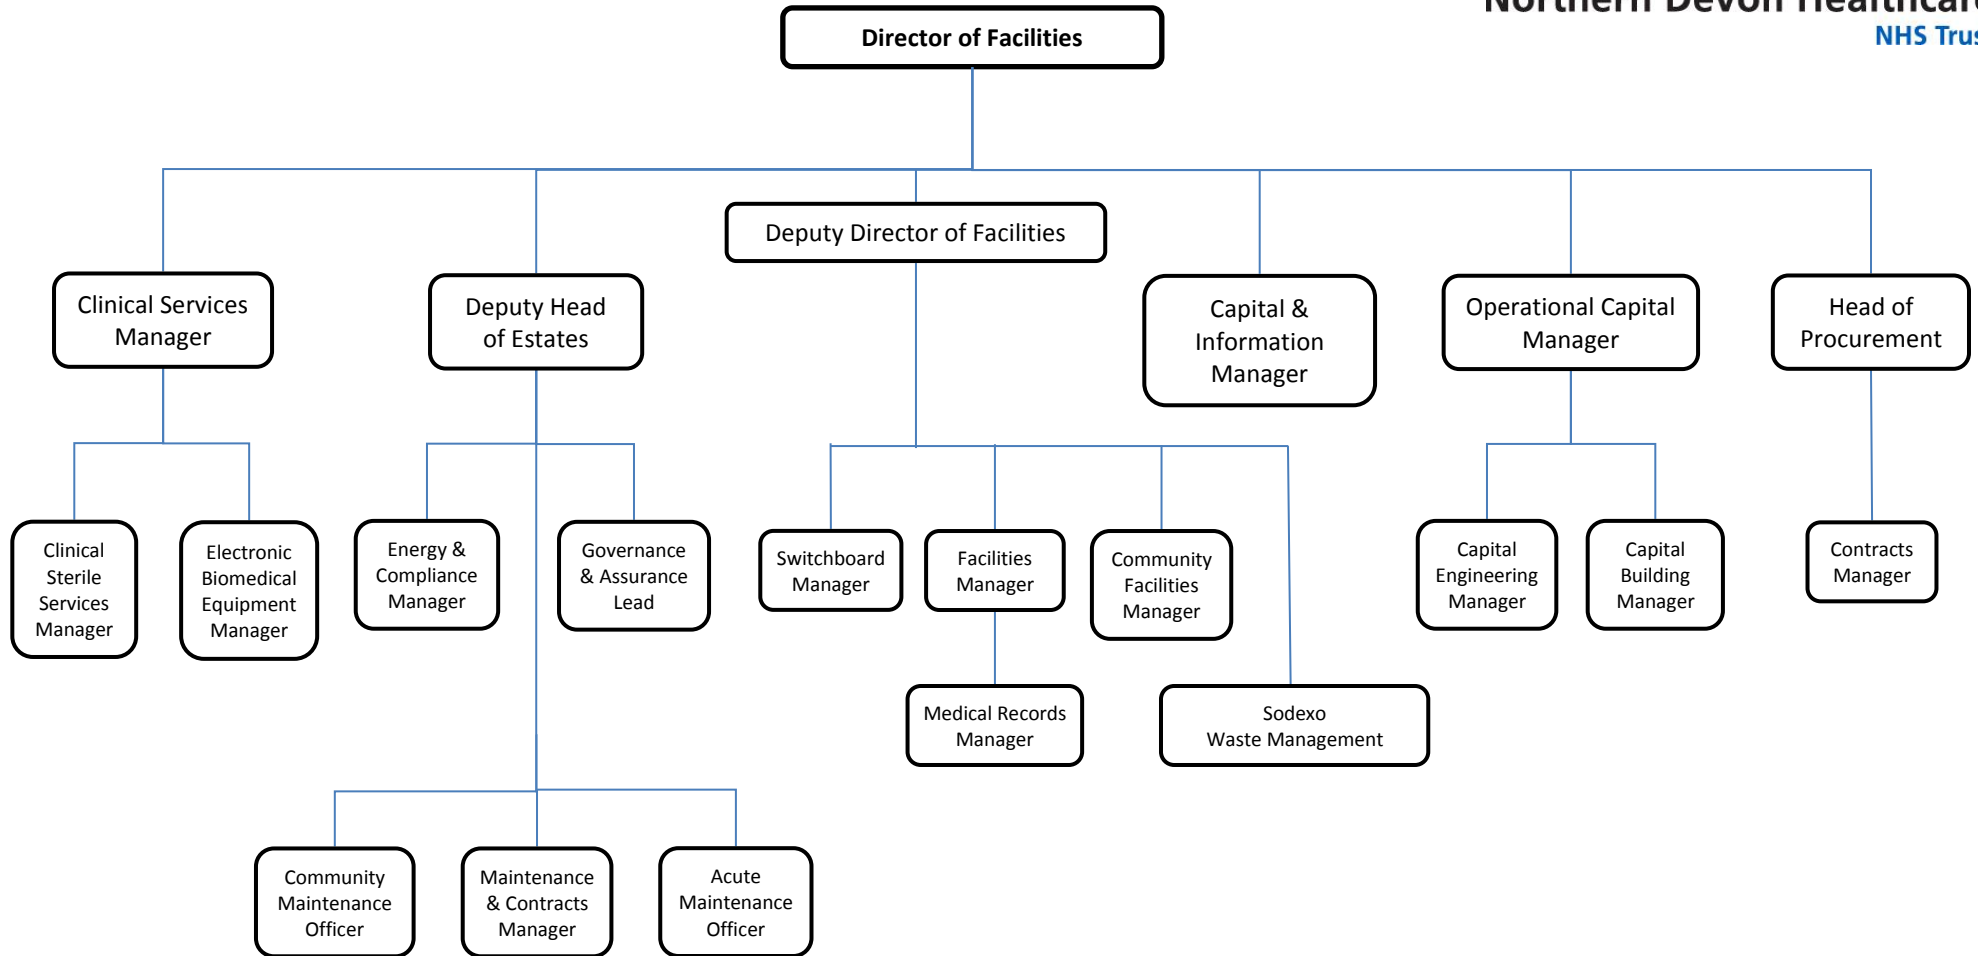 Northern Devon Healthcare
NHS Trus
Director of Facilities
Deputy Director of Facilities
Clinical Services
Manager
Deputy Head
of Estates
Capital &
Information
Manager
Operational Capital
Manager
Head of
Procurement
Clinical
Sterile
Services
Manager
Electronic
Biomedical
Equipment
Manager
Energy &
Compliance
Manager
Governance
& Assurance
Lead
Switchboard
Manager
Facilities
Manager
Community
Facilities
Manager
Capital
Engineering
Manager
Capital
Building
Manager
Contracts
Manager
Medical Records
Manager
Sodexo
Waste Management
Community
Maintenance
Officer
Maintenance
& Contracts
Manager
Acute
Maintenance
Officer